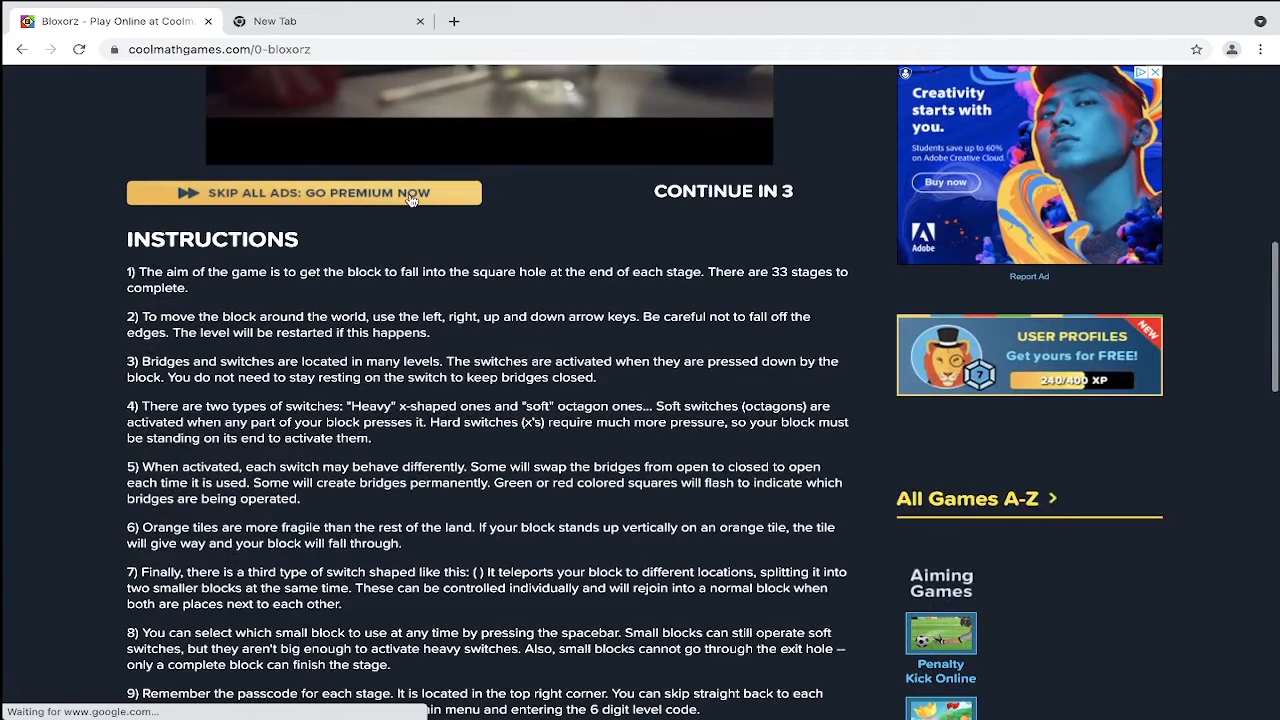 Bloxorz - Play Online at Coolm
New Tab
coolmathgames.com/0-bloxorz
SKIP ALL ADS: GO PREMIUM NOW
CONTINUE IN 3
INSTRUCTIONS
1) The aim of the game is to get the block to fall into the square hole at the end of each stage. There are 33 stages to
complete.
2) To move the block around the world, use the left, right, up and down arrow keys. Be careful not to fall off the
edges. The level will be restarted if this happens.
3) Bridges and switches are located in many levels. The switches are activated when they are pressed down by the
block. You do not need to stay resting on the switch to keep bridges closed.
4) There are two types of switches: "Heavy" x-shaped ones and "soft" octagon ones... Soft switches (octagons) are
activated when any part of your block presses it. Hard switches (x's) require much more pressure, so your block must
be standing on its end to activate them.
5) When activated, each switch may behave differently. Some will swap the bridges from open to closed to open
each time it is used. Some will create bridges permanently. Green or red colored squares will flash to indicate which
bridges are being operated.
6) Orange tiles are more fragile than the rest of the land. If your block stands up vertically on an orange tile, the tile
will give way and your block will fall through.
7) Finally, there is a third type of switch shaped like this: ( ) It teleports your block to different locations, splitting it into
two smaller blocks at the same time. These can be controlled individually and will rejoin into a normal block when
both are places next to each other.
8) You can select which small block to use at any time by pressing the spacebar. Small blocks can still operate soft
switches, but they aren't big enough to activate heavy switches. Also, small blocks cannot go through the exit hole --
only a complete block can finish the stage.
9) Remember the passcode for each stage. It is located in the top right corner. You can skip straight back to each
in menu and entering the 6 digit level code.
Waiting for www.google.com...
Creativity
starts with
you.
Students save up to 60%
on Adobe Creative Cloud.
Buy now
Adobe
Report Ad
NEW
USER PROFILES
Get yours for FREE!
7
240/400 XP
All Games A-Z >
Aiming
Games
Penalty
Kick Online